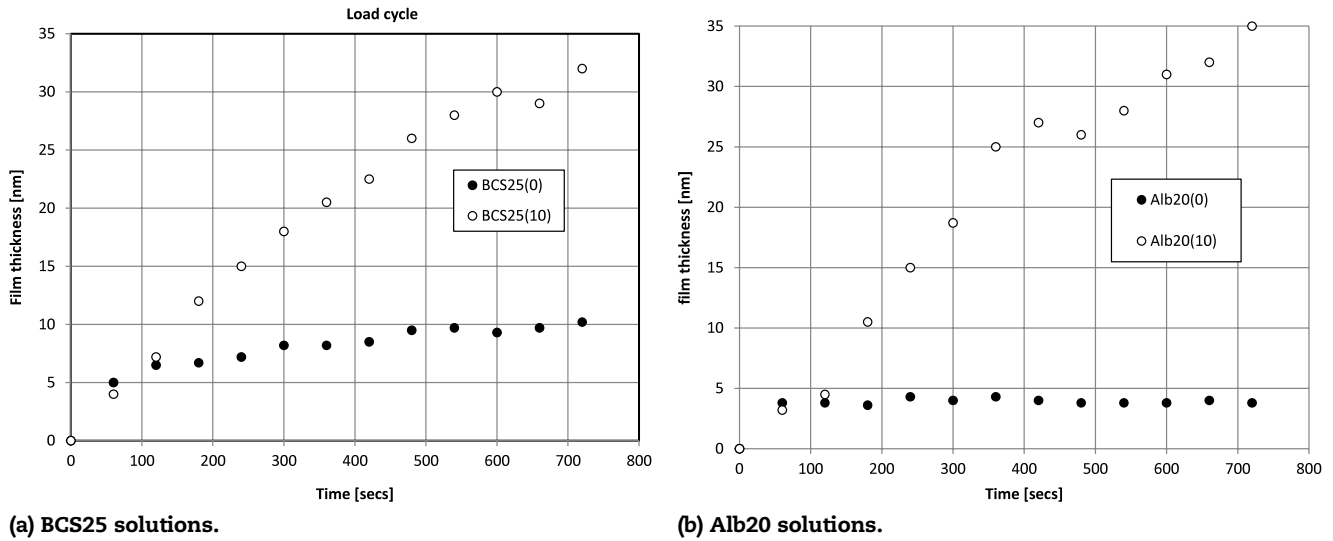 Load cycle
35
30
25
20
15
10
5
0
Film thickness [nm]
BCS25(0)
BCS25(10)
0 100 200 300 400 500 600 700 800
Time [secs]
(a) BCS25 solutions.
35
30
25
20
15
10
5
0
film thickness [nm]
Alb20(0)
Alb20(10)
0 100 200 300 400 500 600 700 800
Time [secs]
(b) Alb20 solutions.